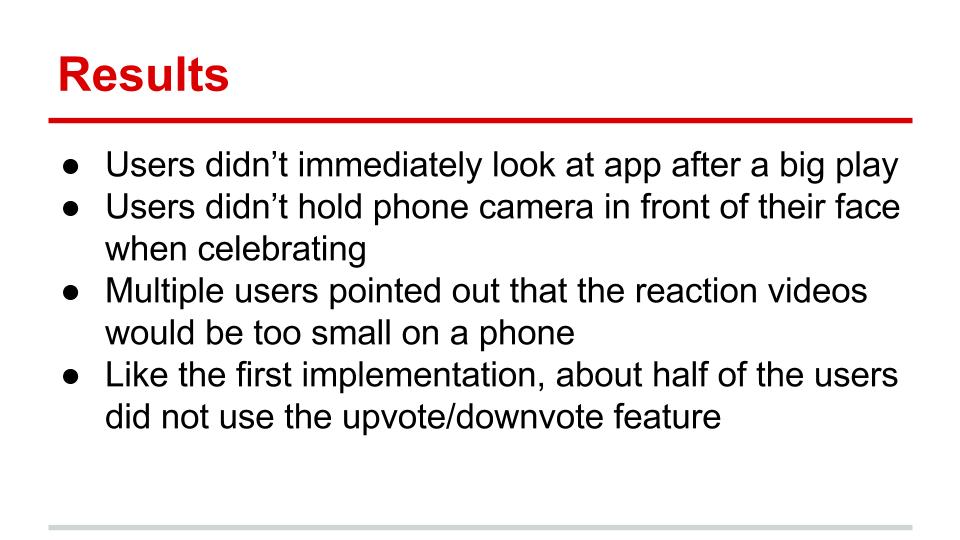 Results
● Users didn’t immediately look at app after a big play
● Users didn’t hold phone camera in front of their face
when celebrating
● Multiple users pointed out that the reaction videos
would be too small on a phone
● Like the first implementation, about half of the users
did not use the upvote/downvote feature